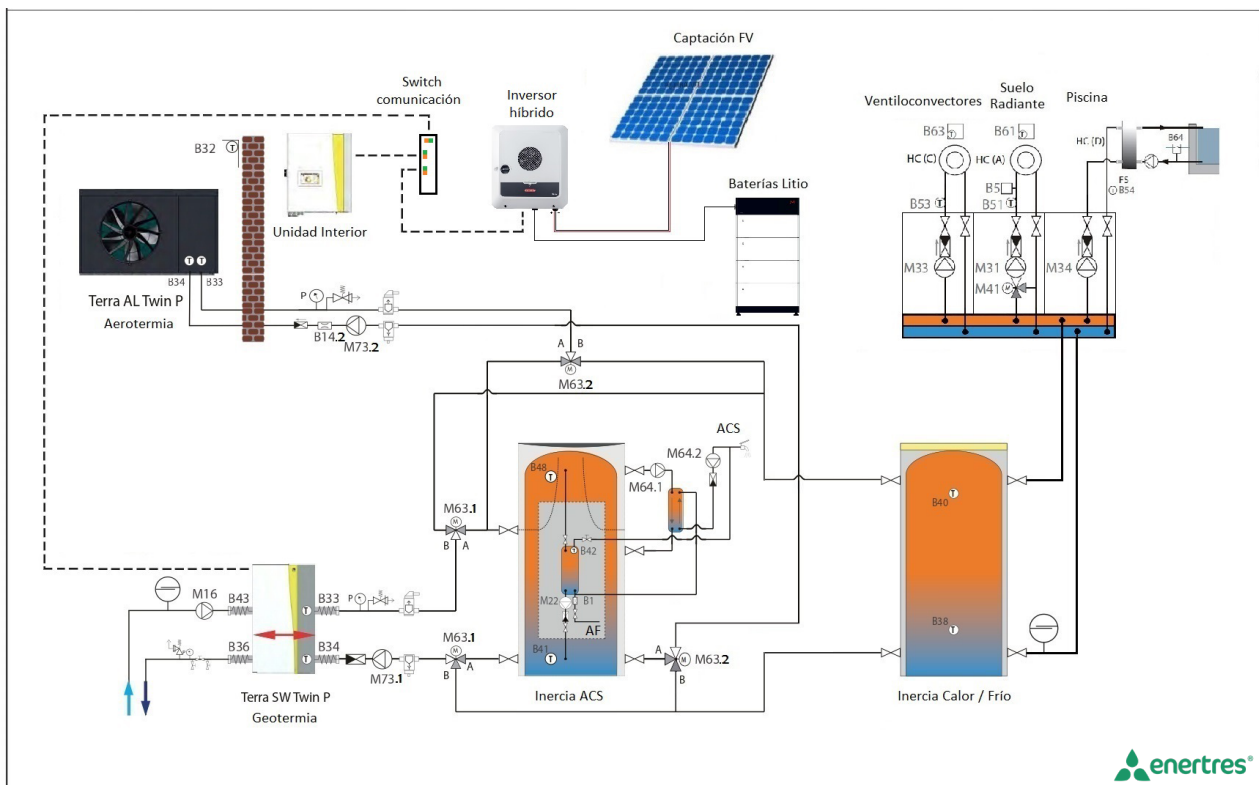 Captación FV
Switch
comunicación
Inversor
híbrido
Ventiloconvectores
Suelo
Radiante
Piscina
B32
B63
T
B61
T
B64
HC (C)
HC (A)
HC (D)
FS
B54
B5
B53
B51
Unidad Interior
Baterías Litio
B34
B33
Terra AL Twin P
Aerotermia
P
B14.2
M73.2
M33
M31
M34
M41
A
B
M63.2
ACS
M64.2
B48
M64.1
B40
M63.1
B
A
B42
M16
B43
B33
P
M22
B1
AF
B38
B36
B34
M63.1
A
B
B41
A
M63.2
B
M73.1
Terra SW Twin P
Geotermia
Inercia ACS
Inercia Calor / Frío
enertres®